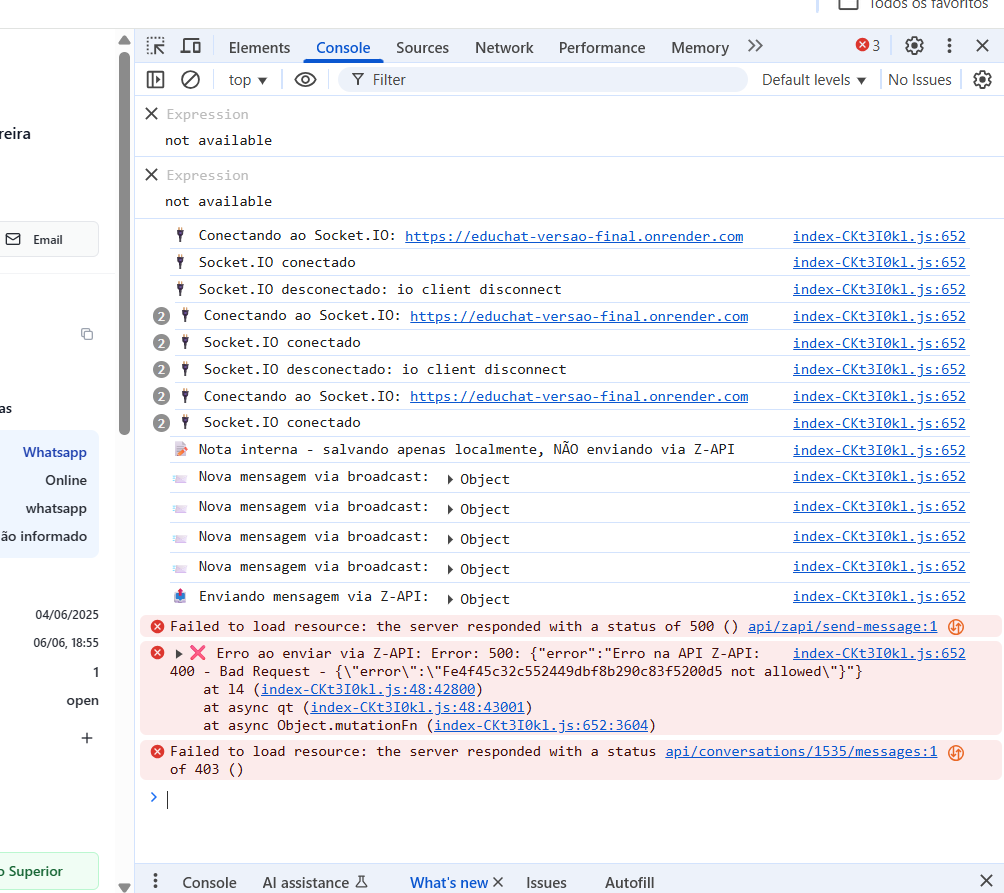 Todos os favoritos
Elements
Console
Sources
Network
Performance
Memory
3
top
Filter
Default levels
No Issues
Expression
not available
Expression
not available
Conectando ao Socket.IO: https://educhat-versao-final.onrender.com index-CKt3I0kl.js:652
Socket.IO conectado index-CKt3I0kl.js:652
Socket.IO desconectado: io client disconnect index-CKt3I0kl.js:652
2 Conectando ao Socket.IO: https://educhat-versao-final.onrender.com index-CKt3I0kl.js:652
2 Socket.IO conectado index-CKt3I0kl.js:652
2 Socket.IO desconectado: io client disconnect index-CKt3I0kl.js:652
2 Conectando ao Socket.IO: https://educhat-versao-final.onrender.com index-CKt3I0kl.js:652
2 Socket.IO conectado index-CKt3I0kl.js:652
Nota interna - salvando apenas localmente, NÃO enviando via Z-API index-CKt3I0kl.js:652
Nova mensagem via broadcast: Object index-CKt3I0kl.js:652
Nova mensagem via broadcast: Object index-CKt3I0kl.js:652
Nova mensagem via broadcast: Object index-CKt3I0kl.js:652
Nova mensagem via broadcast: Object index-CKt3I0kl.js:652
Enviando mensagem via Z-API: Object index-CKt3I0kl.js:652
Failed to load resource: the server responded with a status of 500 () api/zapi/send-message:1
Erro ao enviar via Z-API: Error: 500: {"error":"Erro na API Z-API: index-CKt3I0kl.js:652
400 - Bad Request - {\"error\":\"Fe4f45c32c552449dbf8b290c83f5200d5 not allowed\"}"}
at l4 (index-CKt3I0kl.js:48:42800)
at async qt (index-CKt3I0kl.js:48:43001)
at async Object.mutationFn (index-CKt3I0kl.js:652:3604)
Failed to load resource: the server responded with a status api/conversations/1535/messages:1
of 403 ()
Console
AI assistance
What's new
Issues
Autofill
reira
Email
as
Whatsapp
Online
whatsapp
ão informado
04/06/2025
06/06, 18:55
1
open
o Superior